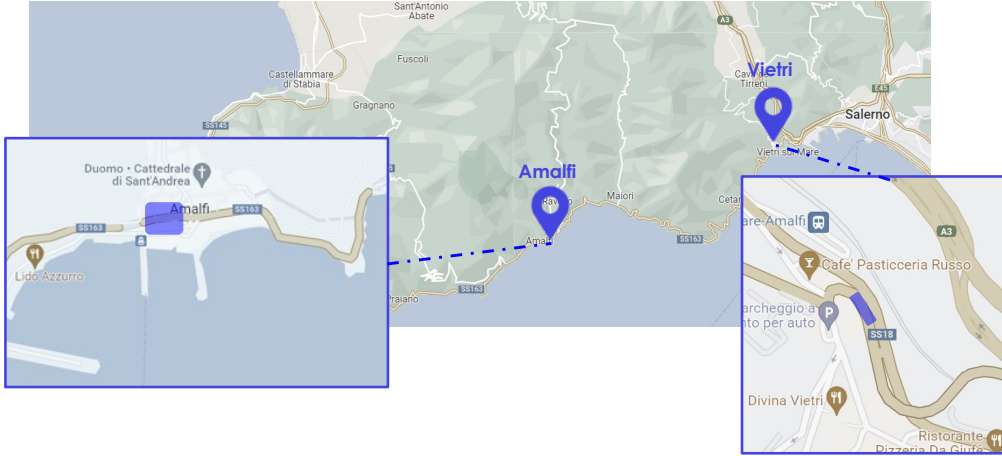 Sant'Antonio
Abate
A3
Fuscoli
Castellammare
di Stabia
Gragnano
SS145
Vietri
Cava de'
Tirreni
E45
Salerno
Vietri sul Mare
Amalfi
Ravello
Maiori
Cetar
Amalfi
SS163
SS163
Praiano
Duomo • Cattedrale
di Sant'Andrea
Amalfi
SS163
SS163
Lido Azzurro
are-Amalfi
A3
Cafe' Pasticceria Russo
archeggio a
nto per auto
P
SS18
Divina Vietri
Ristorante
Pizzeria Da Giufe